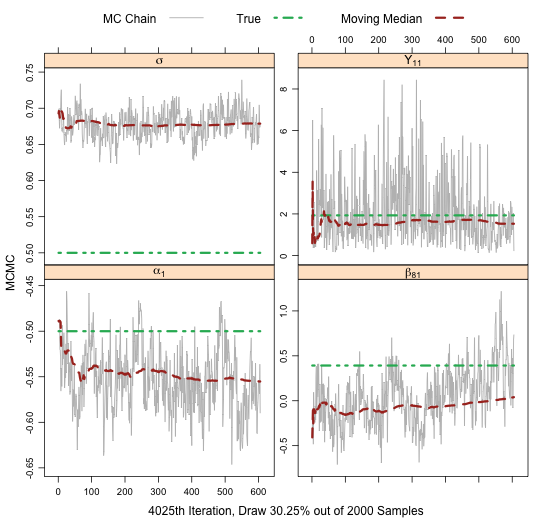 MC Chain True Moving Median
0 100 200 300 400 500 600
σ Υ₁₁
0.75 0.70 0.65 0.60 0.55 0.50
8 6 4 2 0
MCMC
α₁ β₈₁
-0.45 -0.50 -0.55 -0.60 -0.65
1.0 0.5 0.0 -0.5
0 100 200 300 400 500 600
4025th Iteration, Draw 30.25% out of 2000 Samples